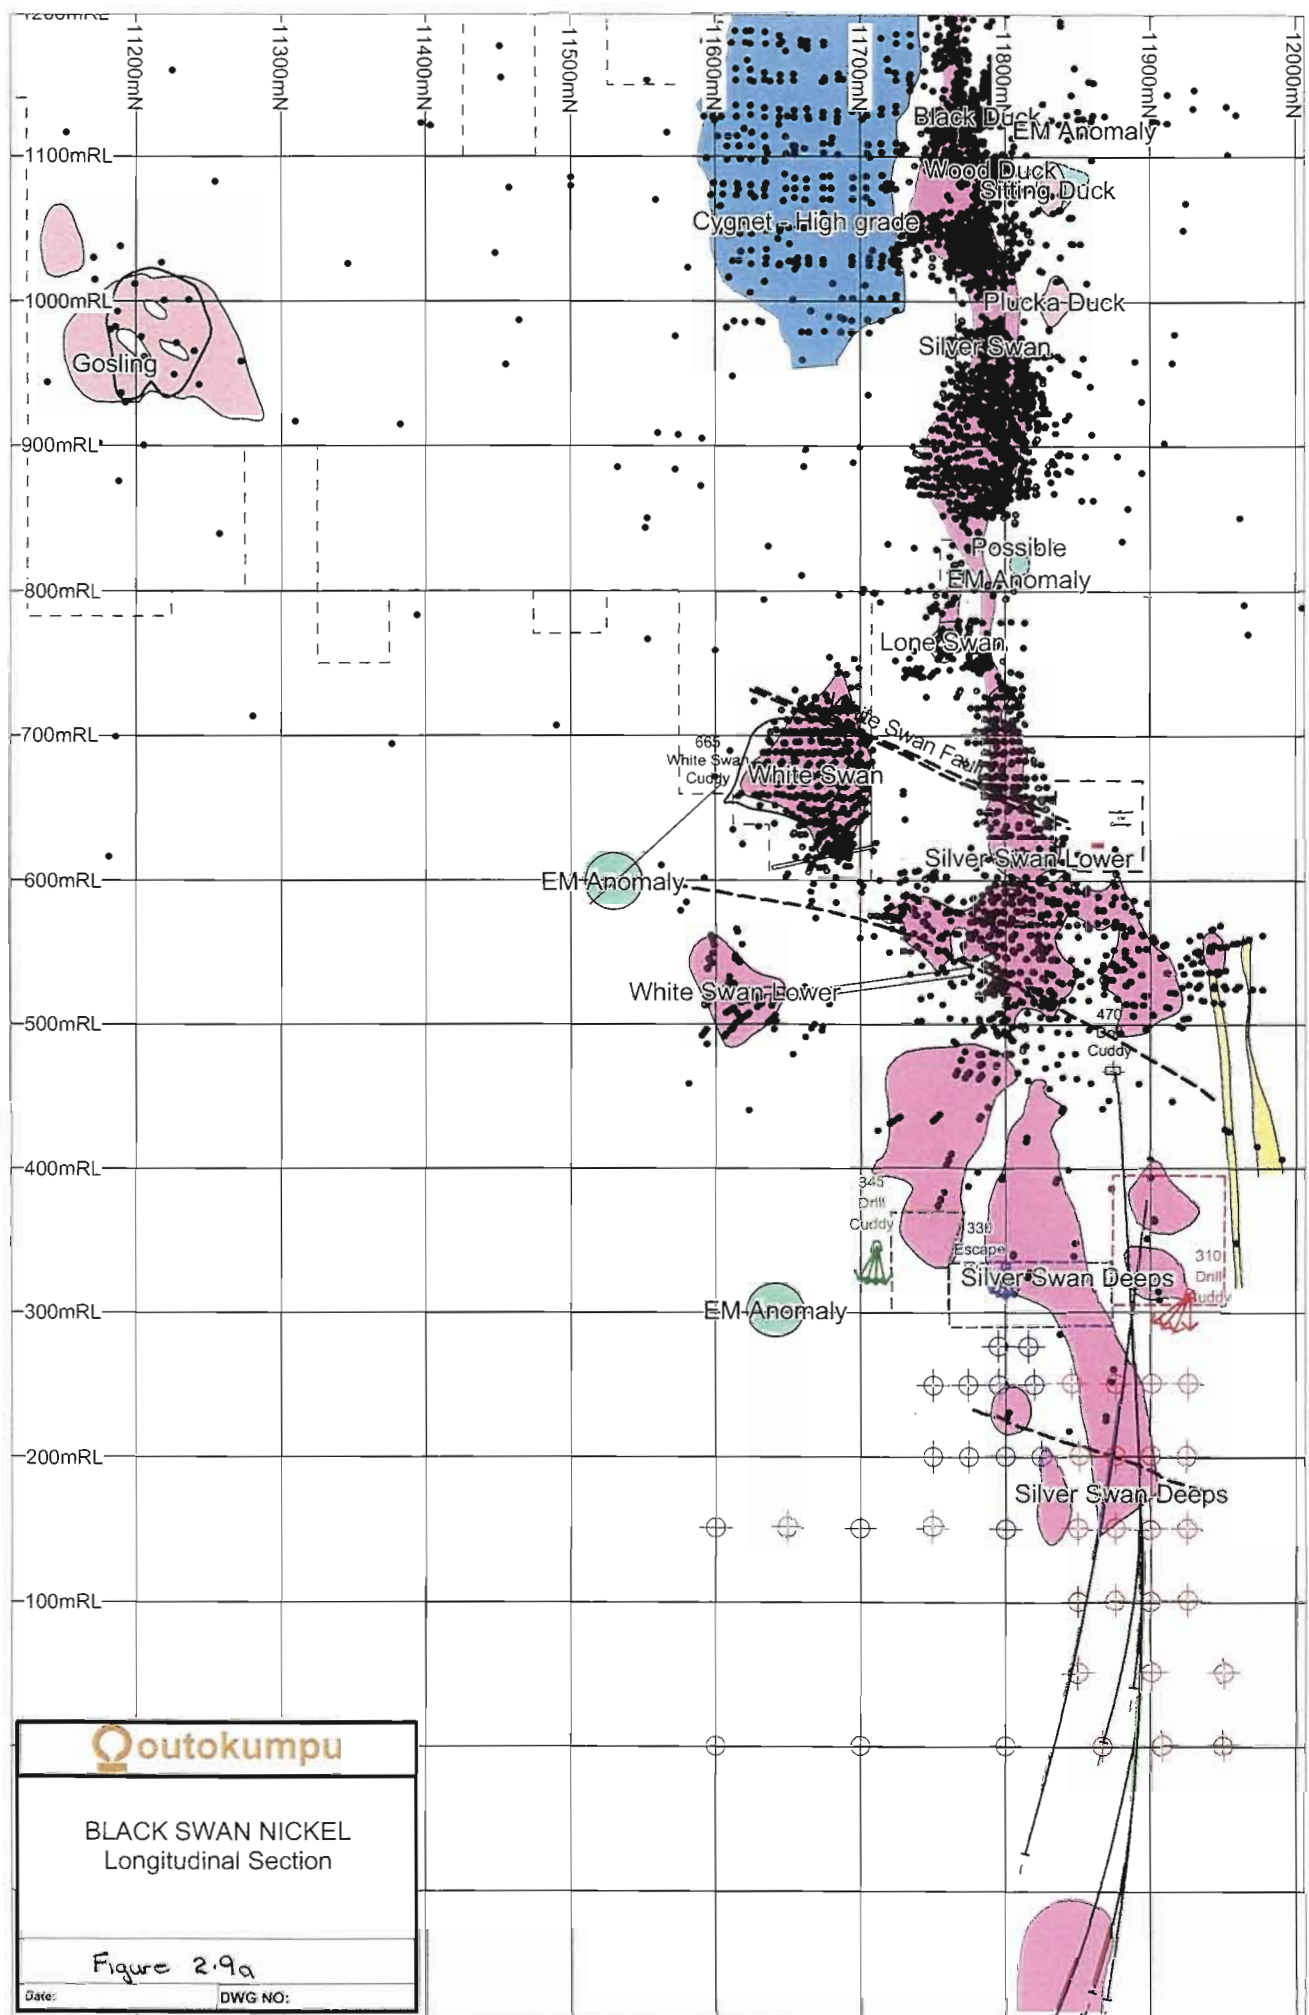 1200mRL
11200mN
11300mN
11400mN
11500mN
11600mN
11700mN
11800mN
11900mN
12000mN
Black Duck
EM Anomaly
1100mRL
Wood Duck
Sitting Duck
Cygnet - High grade
1000mRL
Plucka Duck
Silver Swan
Gosling
900mRL
Possible
EM Anomaly
800mRL
Lone Swan
700mRL
Swan Fault
665
White Swan
Cuddy
White Swan
Silver Swan Lower
600mRL
EM Anomaly
White Swan Lower
500mRL
470
Cuddy
400mRL
345
Drill
Cuddy
330
Escape
310
Drill
Cuddy
Silver Swan Deeps
300mRL
EM Anomaly
200mRL
Silver Swan Deeps
100mRL
outokumpu
BLACK SWAN NICKEL
Longitudinal Section
Figure 2.9a
Date:
DWG NO: